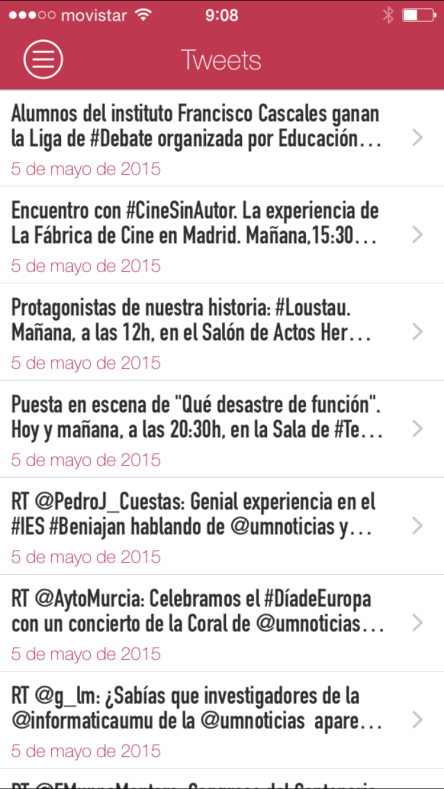 movistar 9:08
Tweets
Alumnos del instituto Francisco Cascales ganan
la Liga de #Debate organizada por Educación...
5 de mayo de 2015
Encuentro con #CineSinAutor. La experiencia de
La Fábrica de Cine en Madrid. Mañana,15:30...
5 de mayo de 2015
Protagonistas de nuestra historia: #Loustau.
Mañana, a las 12h, en el Salón de Actos Her...
5 de mayo de 2015
Puesta en escena de "Qué desastre de función".
Hoy y mañana, a las 20:30h, en la Sala de #Te...
5 de mayo de 2015
RT @PedroJ_Cuestas: Genial experiencia en el
#IES #Beniajan hablando de @umnoticias y...
5 de mayo de 2015
RT @AytoMurcia: Celebramos el #DíadeEuropa
con un concierto de la Coral de @umnoticias...
5 de mayo de 2015
RT @g_lm: ¿Sabías que investigadores de la
@informaticaumu de la @umnoticias apare...
5 de mayo de 2015